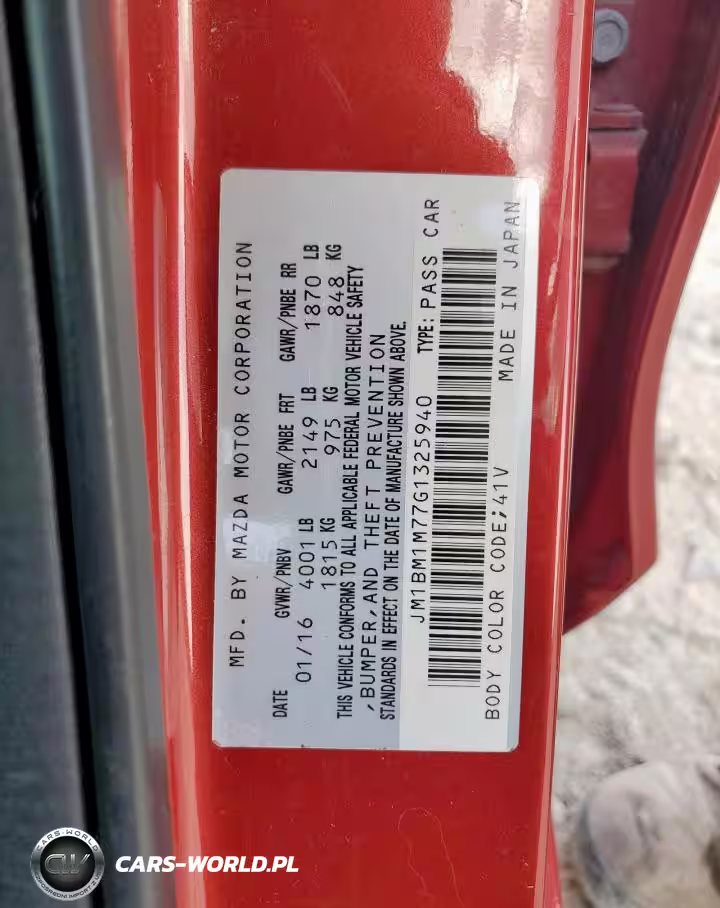 MFD. BY MAZDA MOTOR CORPORATION
DATE GVWR/PNBV GAWR/PNBE FRT GAWR/PNBE RR
01/16 4001 LB 2149 LB 1870 LB
1815 KG 975 KG 848 KG
THIS VEHICLE CONFORMS TO ALL APPLICABLE FEDERAL MOTOR VEHICLE SAFETY
,BUMPER,AND THEFT PREVENTION
STANDARDS IN EFFECT ON THE DATE OF MANUFACTURE SHOWN ABOVE.
JM1BM1M77G1325940 TYPE: PASS CAR
BODY COLOR CODE;41V MADE IN JAPAN
CARS-WORLD
CW
CARS-WORLD.PL